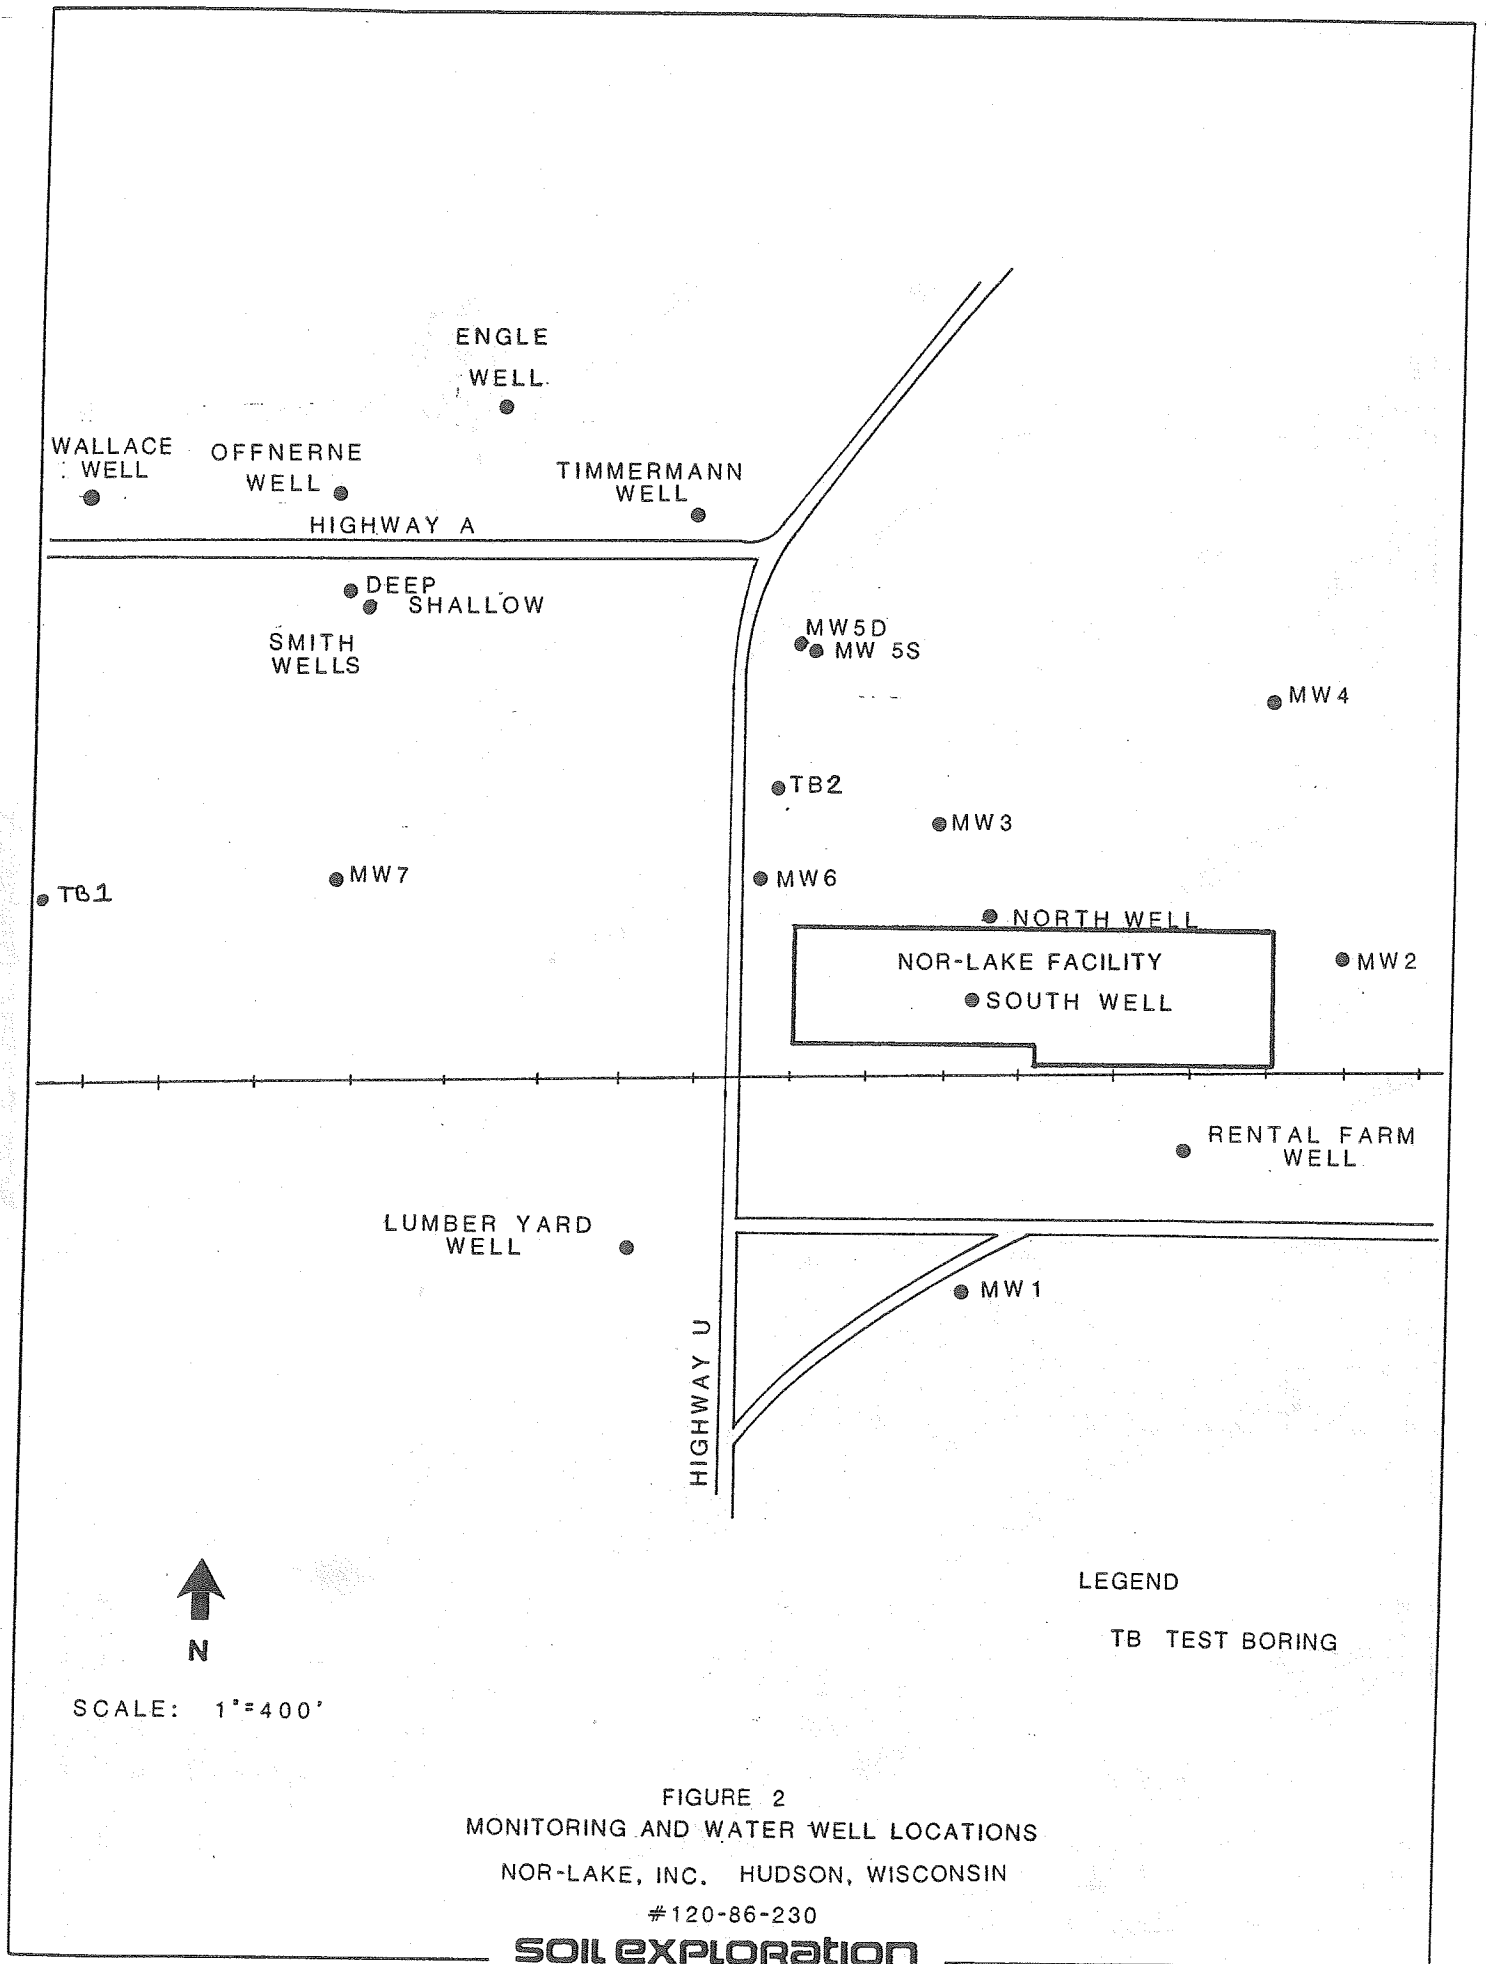 ENGLE
WELL
WALLACE
WELL
OFFNERNE
WELL
TIMMERMANN
WELL
HIGHWAY A
DEEP
SHALLOW
SMITH
WELLS
MW5D
MW 5S
MW4
TB2
MW3
MW7
MW6
TB1
NORTH WELL
NOR-LAKE FACILITY
MW2
SOUTH WELL
RENTAL FARM
WELL
LUMBER YARD
WELL
MW1
HIGHWAY U
LEGEND
TB TEST BORING
N
SCALE: 1"=400'
FIGURE 2
MONITORING AND WATER WELL LOCATIONS
NOR-LAKE, INC. HUDSON, WISCONSIN
#120-86-230
SOIL EXPLORATION